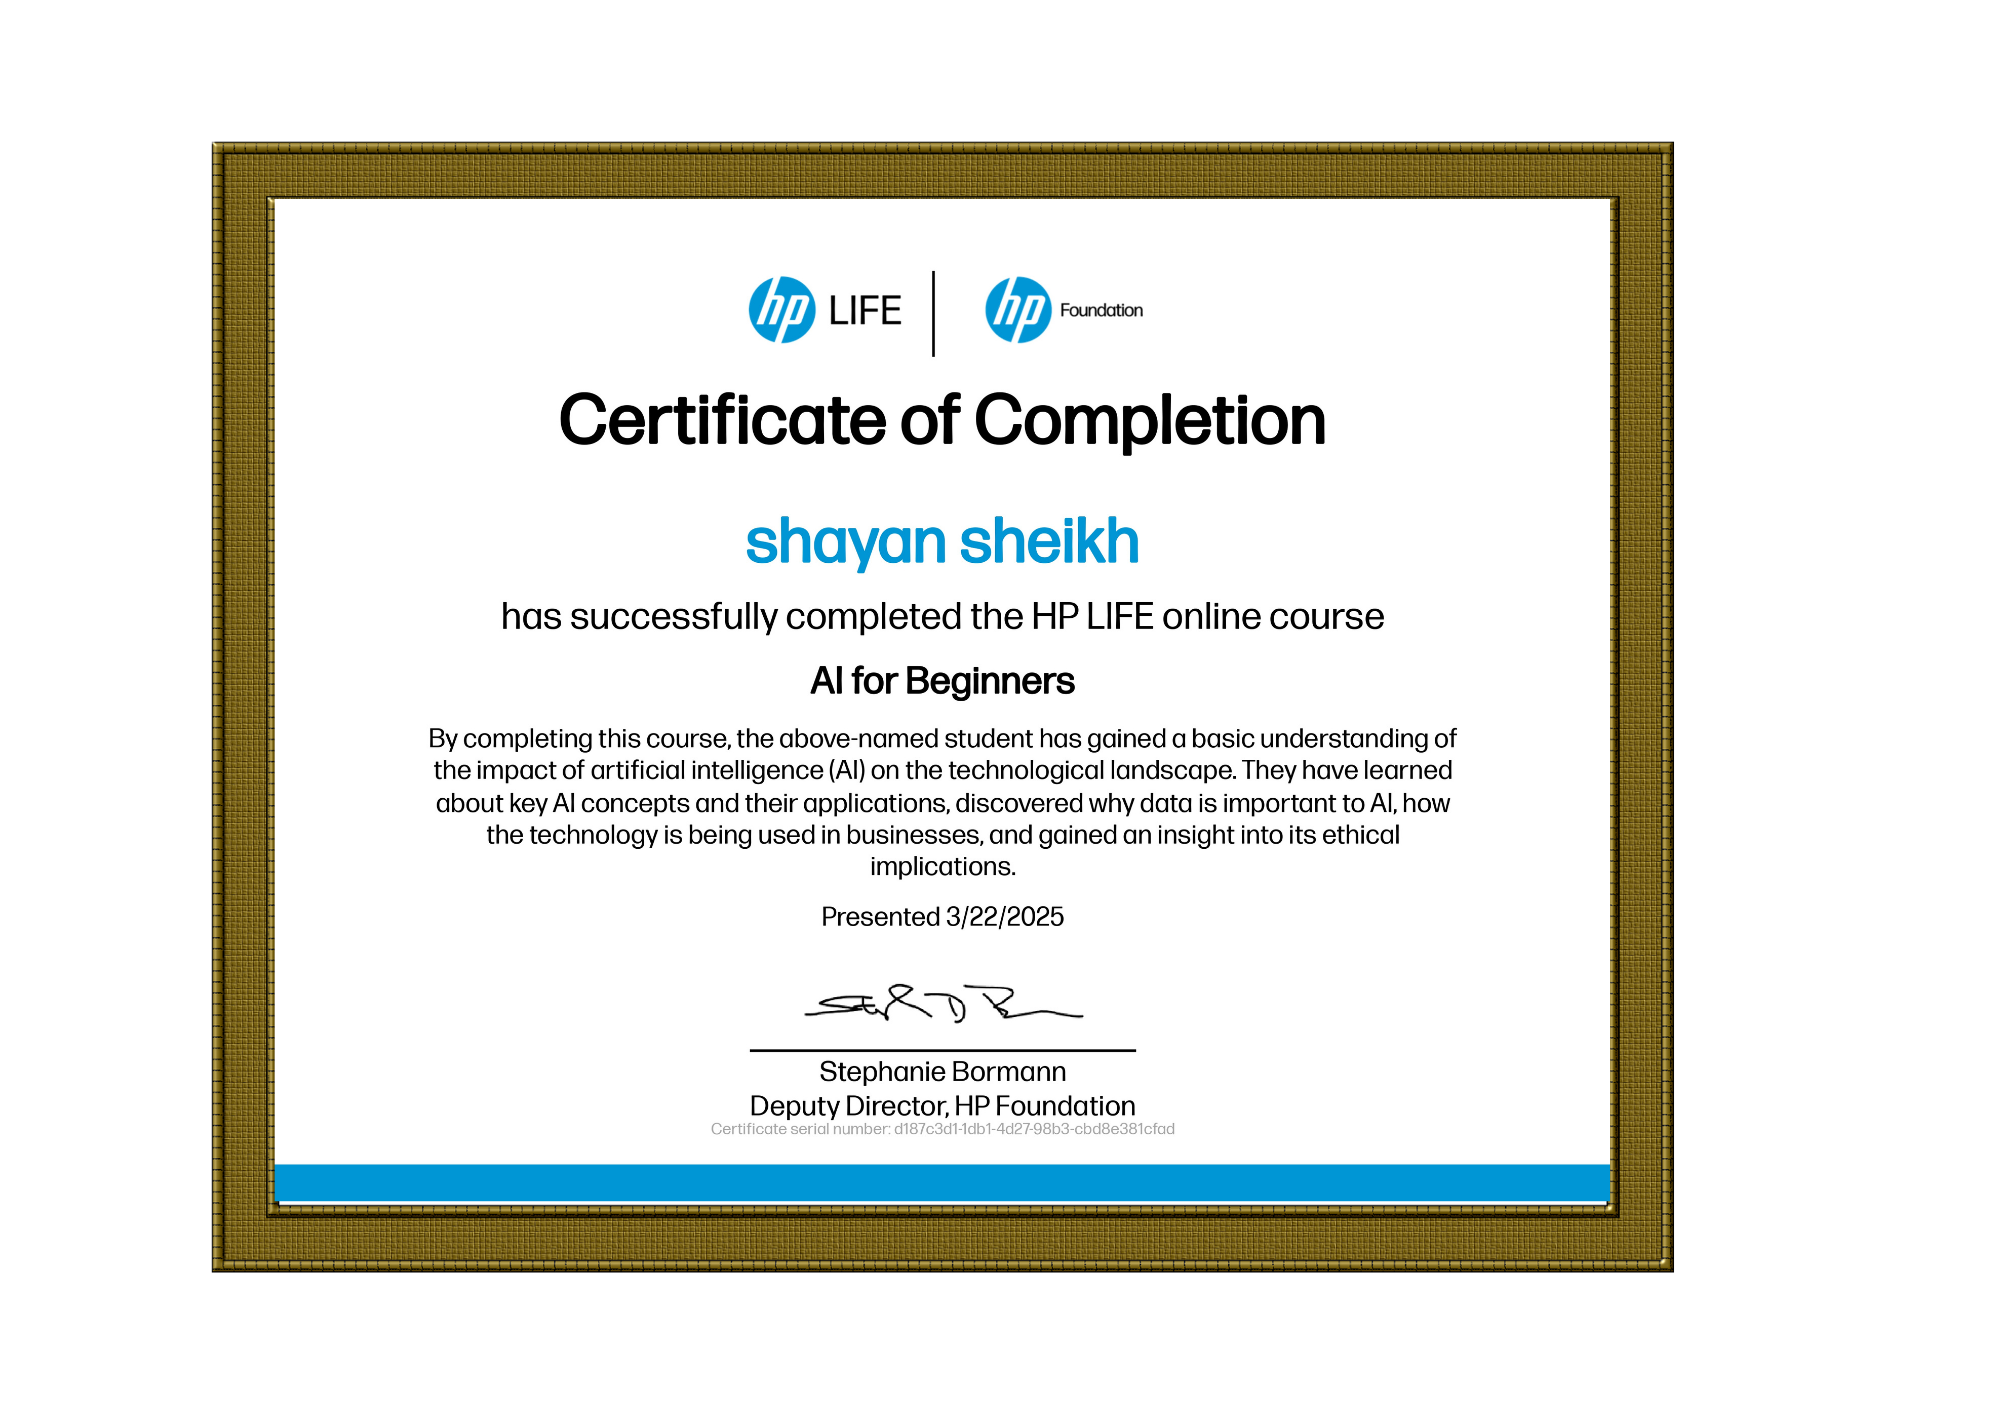 hp LIFE | hp Foundation
Certificate of Completion
shayan sheikh
has successfully completed the HP LIFE online course
AI for Beginners
By completing this course, the above-named student has gained a basic understanding of
the impact of artificial intelligence (AI) on the technological landscape. They have learned
about key AI concepts and their applications, discovered why data is important to AI, how
the technology is being used in businesses, and gained an insight into its ethical
implications.
Presented 3/22/2025
Stephanie Bormann
Deputy Director, HP Foundation
Certificate serial number: d187c3d1-1db1-4d27-98b3-cbd8e381cfad